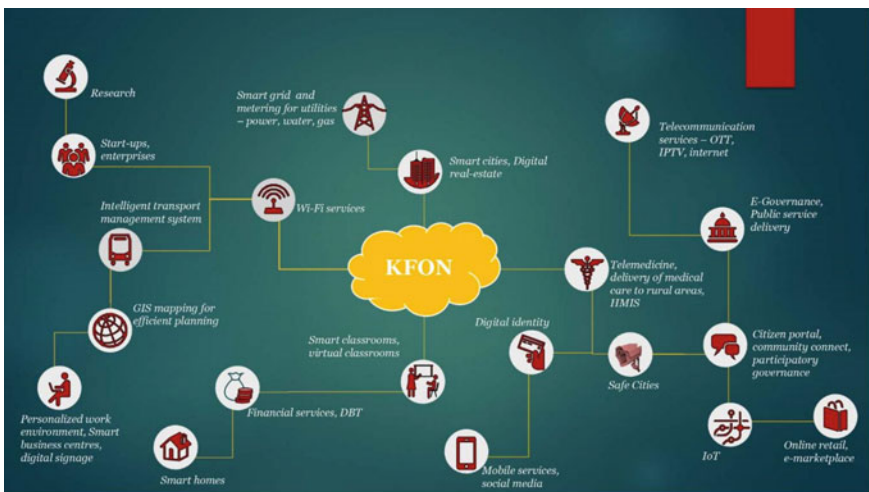 Research
Start-ups,
enterprises
Intelligent transport
management system
GIS mapping for
efficient planning
Personalized work
environment, Smart
business centres,
digital signage
Smart grid and
metering for utilities
– power, water, gas
Smart cities, Digital
real-estate
Wi-Fi services
KFON
Smart classrooms,
virtual classrooms
Financial services, DBT
Smart homes
Telecommunication
services – OTT,
IPTV, internet
E-Governance,
Public service
delivery
Telemedicine,
delivery of medical
care to rural areas,
HMIS
Digital identity
Safe Cities
Citizen portal,
community connect,
participatory
governance
Mobile services,
social media
IoT
Online retail,
e-marketplace